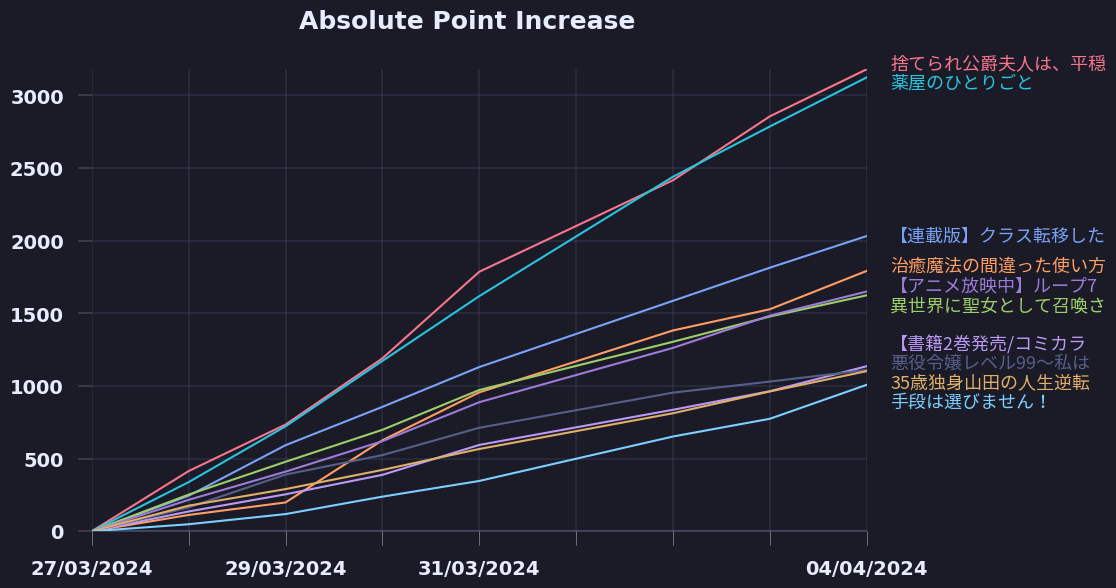 Absolute Point Increase
捨てられ公爵夫人は、平穏
薬屋のひとりごと
【連載版】クラス転移した
治癒魔法の間違った使い方
【アニメ放映中】ループ7
異世界に聖女として召喚さ
【書籍2巻発売/コミカラ
悪役令嬢レベル99～私は
35歳独身山田の人生逆転
手段は選びません！
3000
2500
2000
1500
1000
500
0
27/03/2024
29/03/2024
31/03/2024
04/04/2024